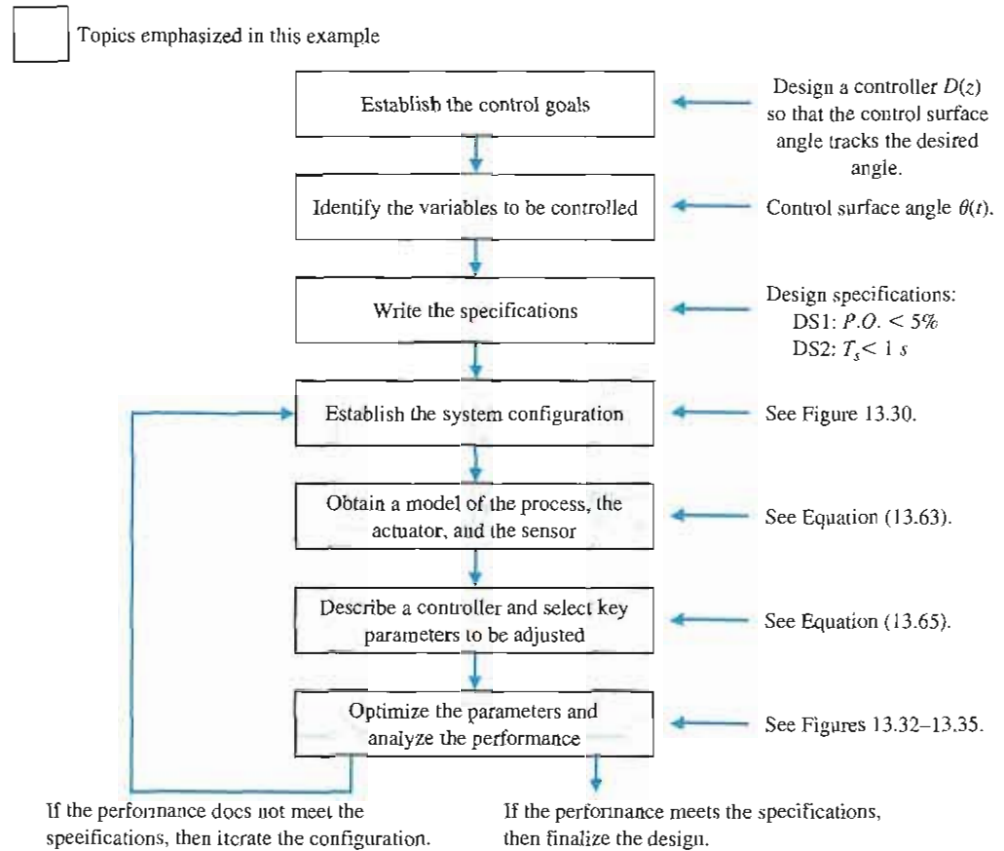 Topics emphasized in this example
Establish the control goals
Design a controller D(z)
so that the control surface
angle tracks the desired
angle.
Identify the variables to be controlled
Control surface angle θ(t).
Write the specifications
Design specifications:
DS1: P.O. < 5%
DS2: Ts < 1 s
Establish the system configuration
See Figure 13.30.
Obtain a model of the process, the
actuator, and the sensor
See Equation (13.63).
Describe a controller and select key
parameters to be adjusted
See Equation (13.65).
Optimize the parameters and
analyze the performance
See Figures 13.32–13.35.
If the performance does not meet the
specifications, then iterate the configuration.
If the performance meets the specifications,
then finalize the design.